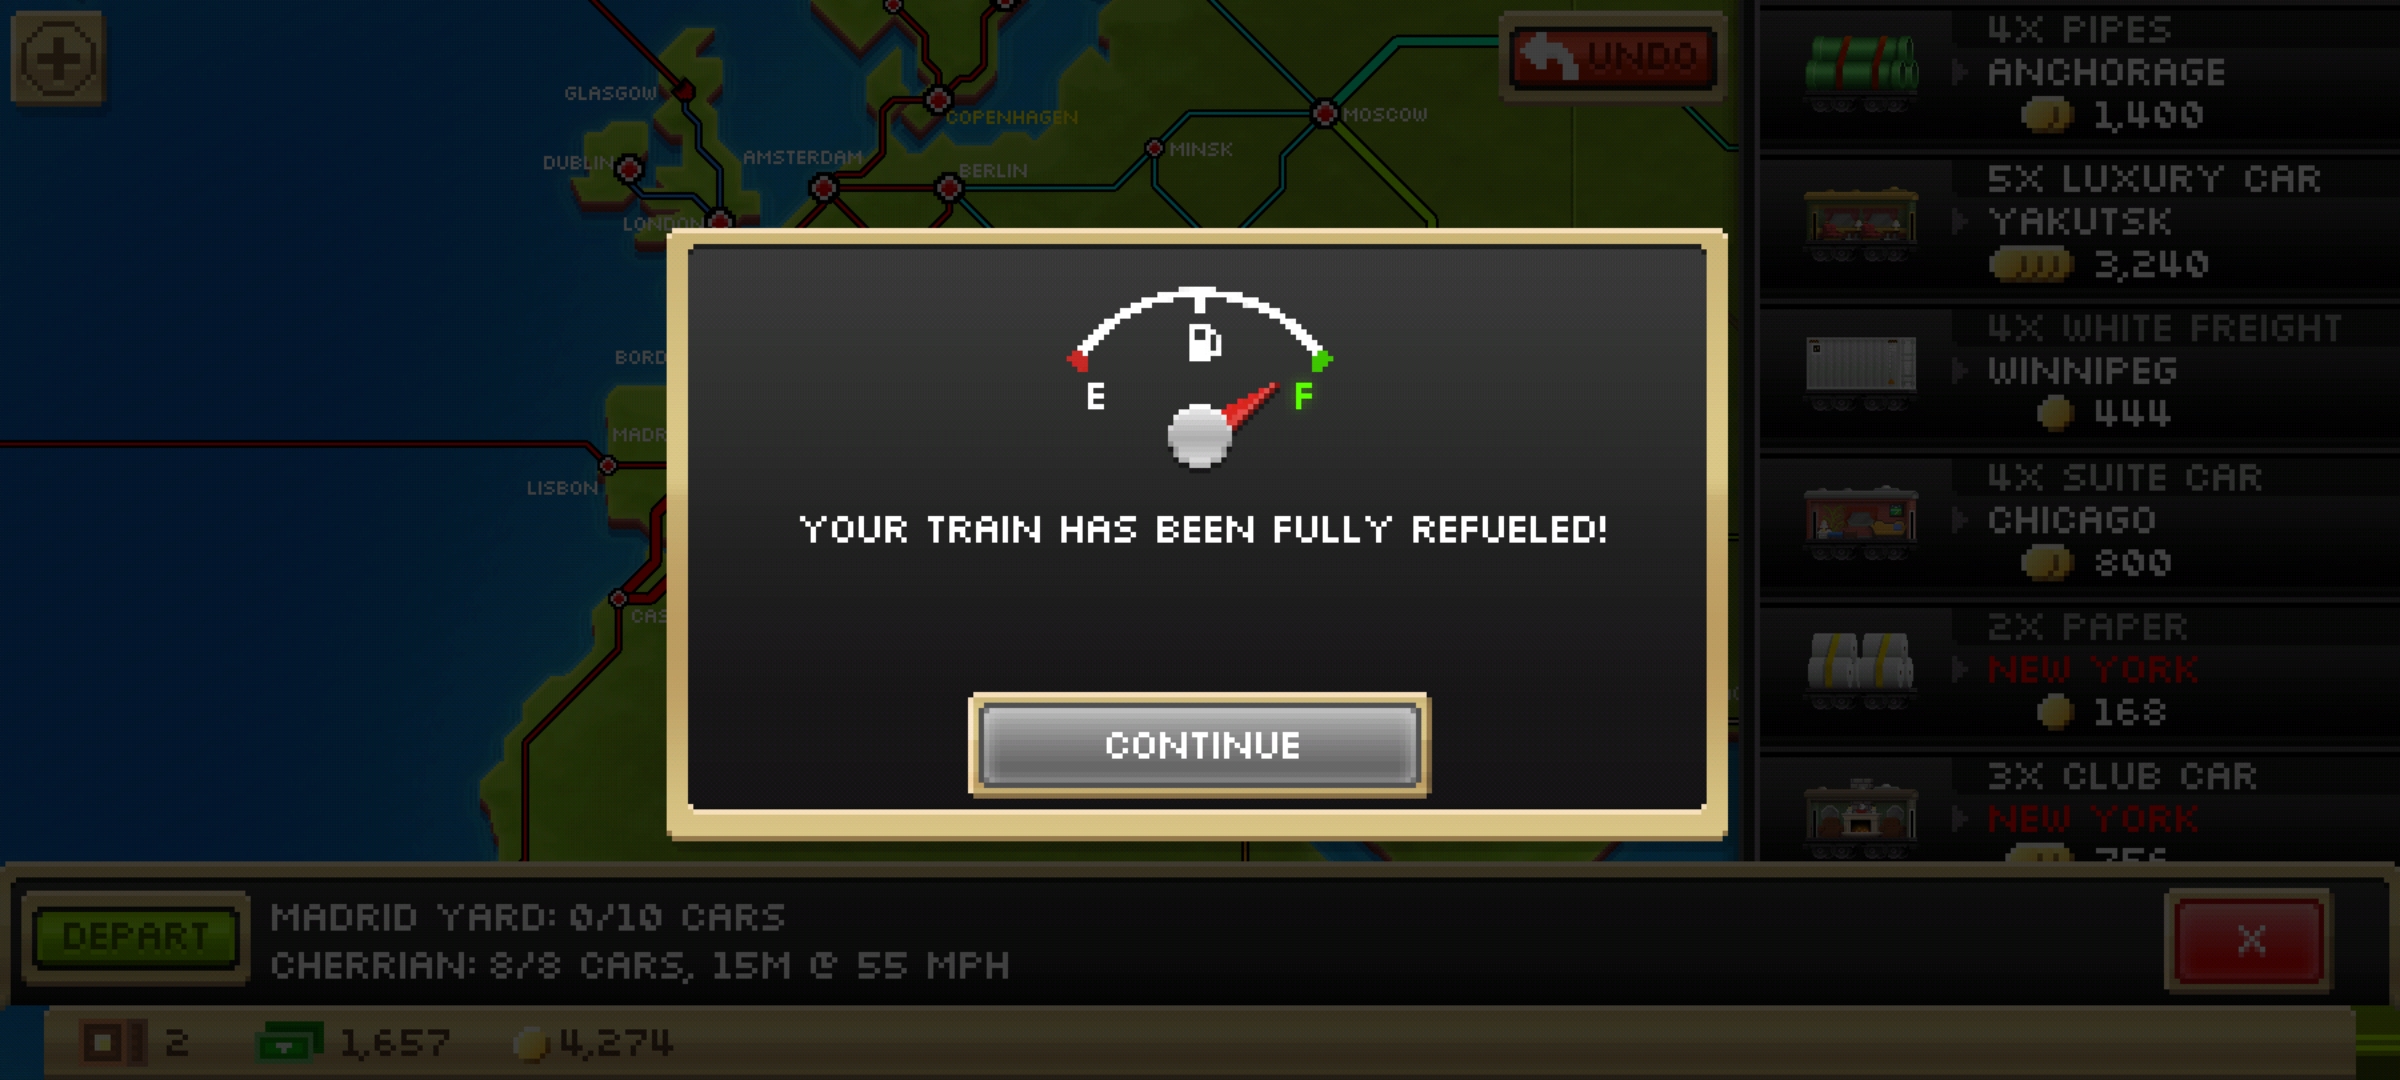 GLASGOW
DUBLIN
LONDON
AMSTERDAM
COPENHAGEN
BERLIN
MINSK
MOSCOW
UNDO
BORD
MADR
LISBON
CAS
E
F
YOUR TRAIN HAS BEEN FULLY REFUELED!
CONTINUE
4X PIPES
ANCHORAGE
1,400
5X LUXURY CAR
YAKUTSK
3,240
4X WHITE FREIGHT
WINNIPEG
444
4X SUITE CAR
CHICAGO
800
2X PAPER
NEW YORK
168
3X CLUB CAR
NEW YORK
756
DEPART
MADRID YARD: 0/10 CARS
CHERRIAN: 8/8 CARS, 15M @ 55 MPH
X
2
1,657
4,274